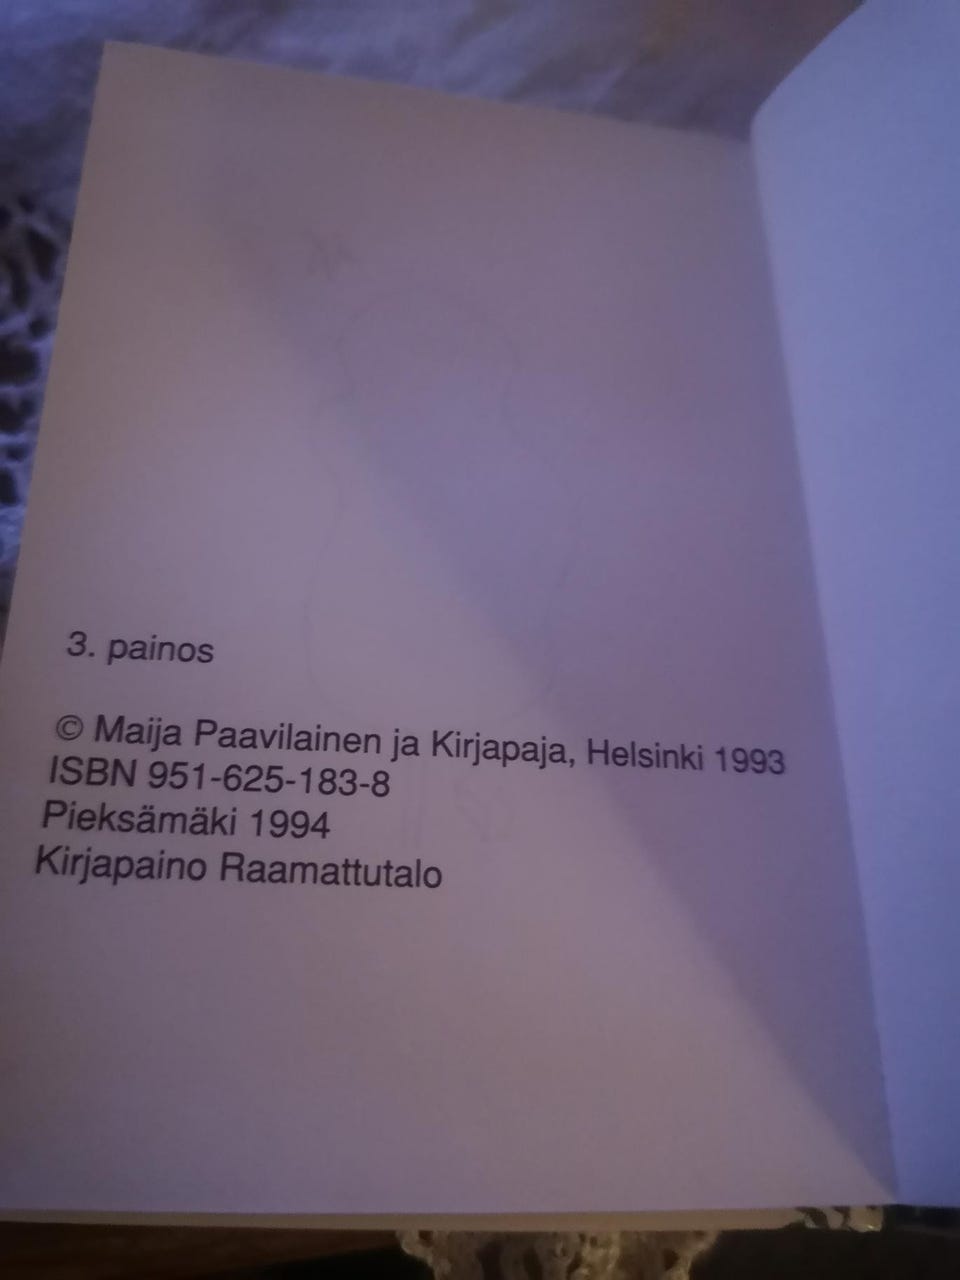 3. painos
© Maija Paavilainen ja Kirjapaja, Helsinki 1993
ISBN 951-625-183-8
Pieksämäki 1994
Kirjapaino Raamattutalo